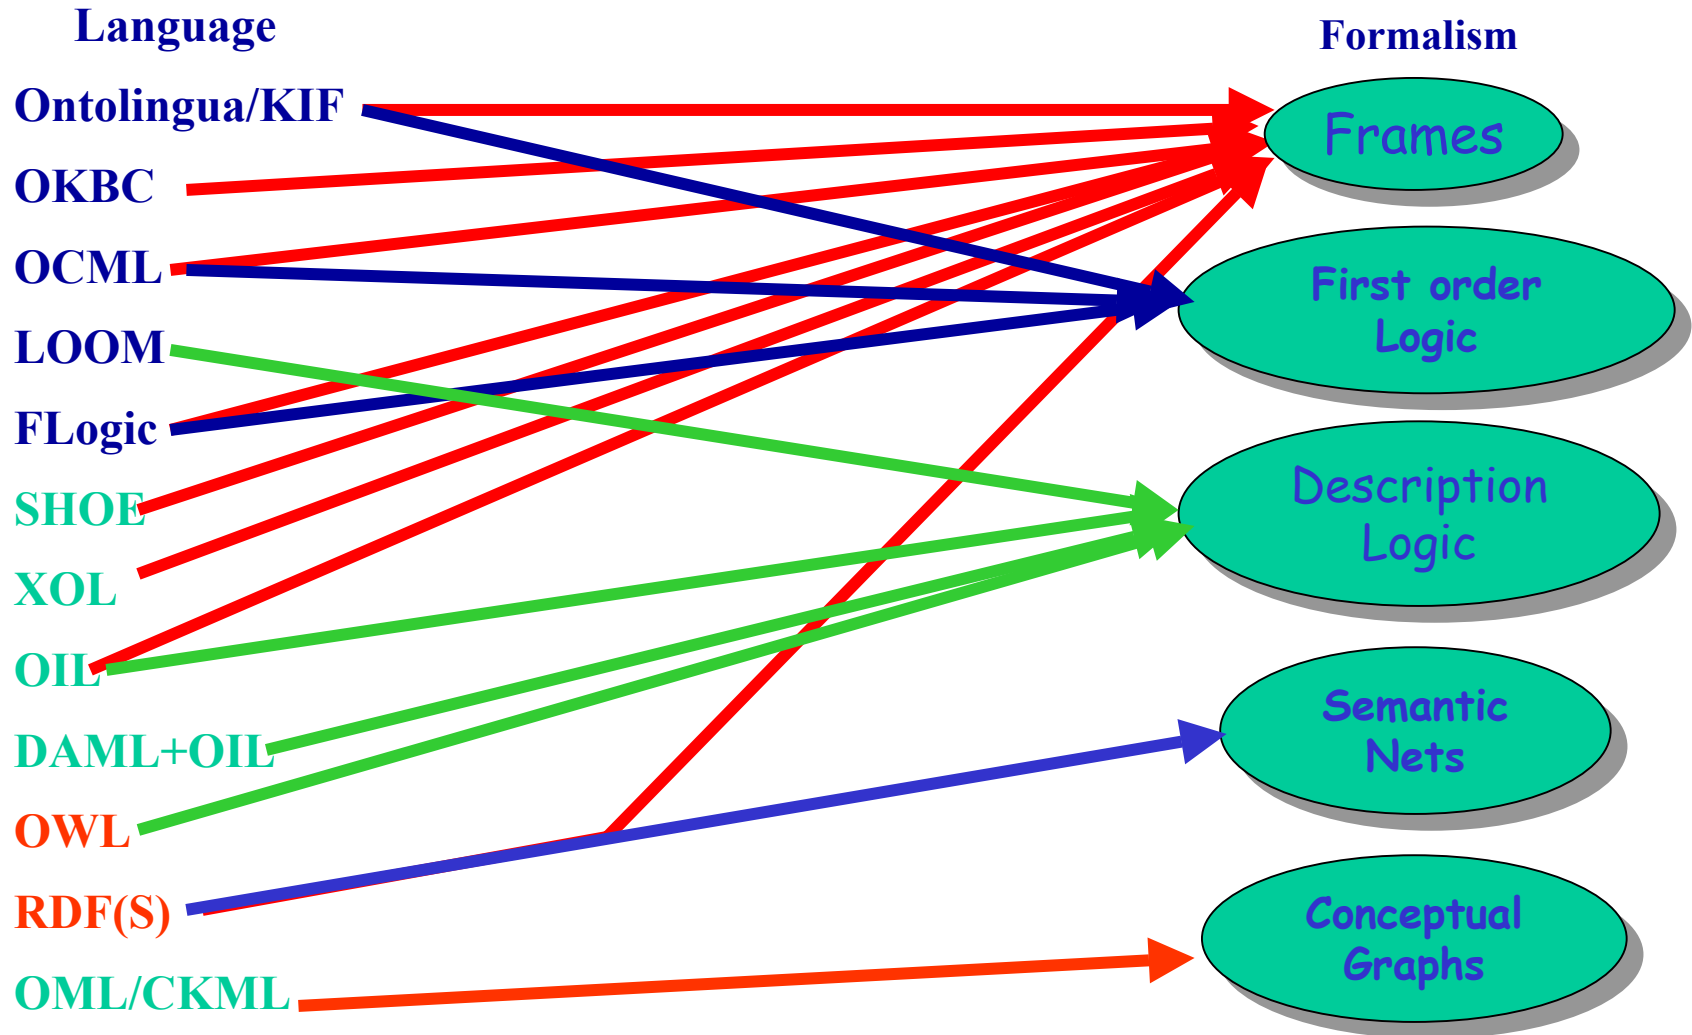 Language
Formalism
Ontolingua/KIF
OKBC
OCML
LOOM
FLogic
SHOE
XOL
OIL
DAML+OIL
OWL
RDF(S)
OML/CKML
Frames
First order
Logic
Description
Logic
Semantic
Nets
Conceptual
Graphs